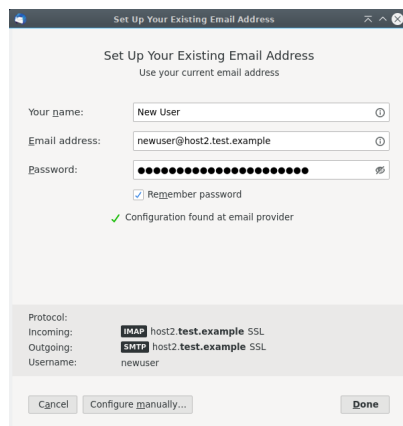 Set Up Your Existing Email Address
Set Up Your Existing Email Address
Use your current email address
Your name: New User
Email address: newuser@host2.test.example
Password: ●●●●●●●●●●●●●●●●●●●●●●
Remember password
Configuration found at email provider
Protocol:
Incoming: IMAP host2.test.example SSL
Outgoing: SMTP host2.test.example SSL
Username: newuser
Cancel Configure manually... Done